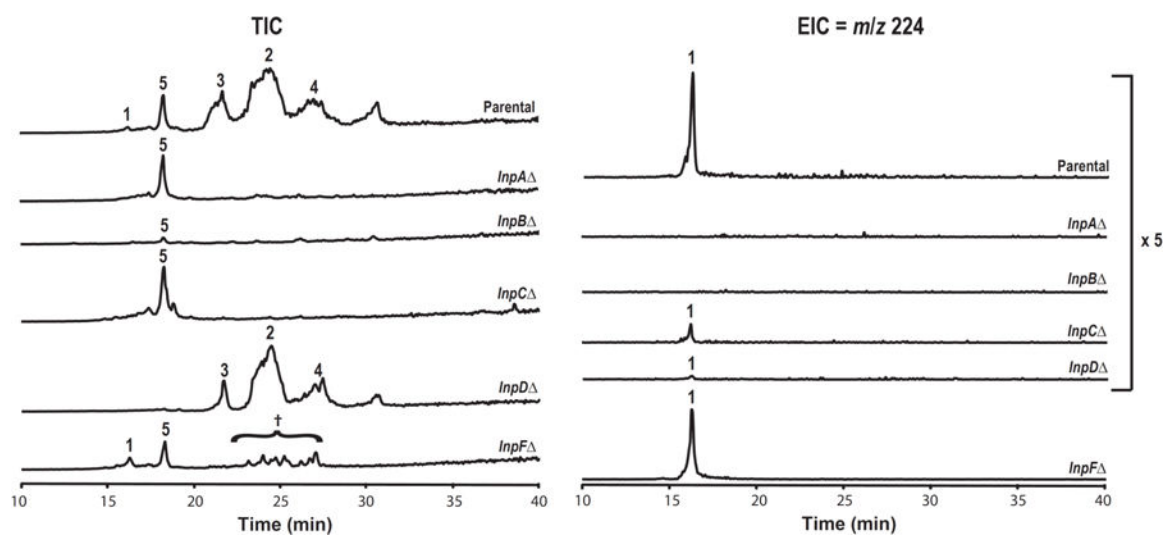 TIC
EIC = m/z 224
1
5
3
2
4
Parental
5
InpAΔ
5
InpBΔ
5
InpCΔ
3
2
4
InpDΔ
1
5
†
InpFΔ
10 15 20 25 30 35 40
Time (min)
1
Parental
InpAΔ
InpBΔ
1
InpCΔ
1
InpDΔ
x 5
1
InpFΔ
10 15 20 25 30 35 40
Time (min)